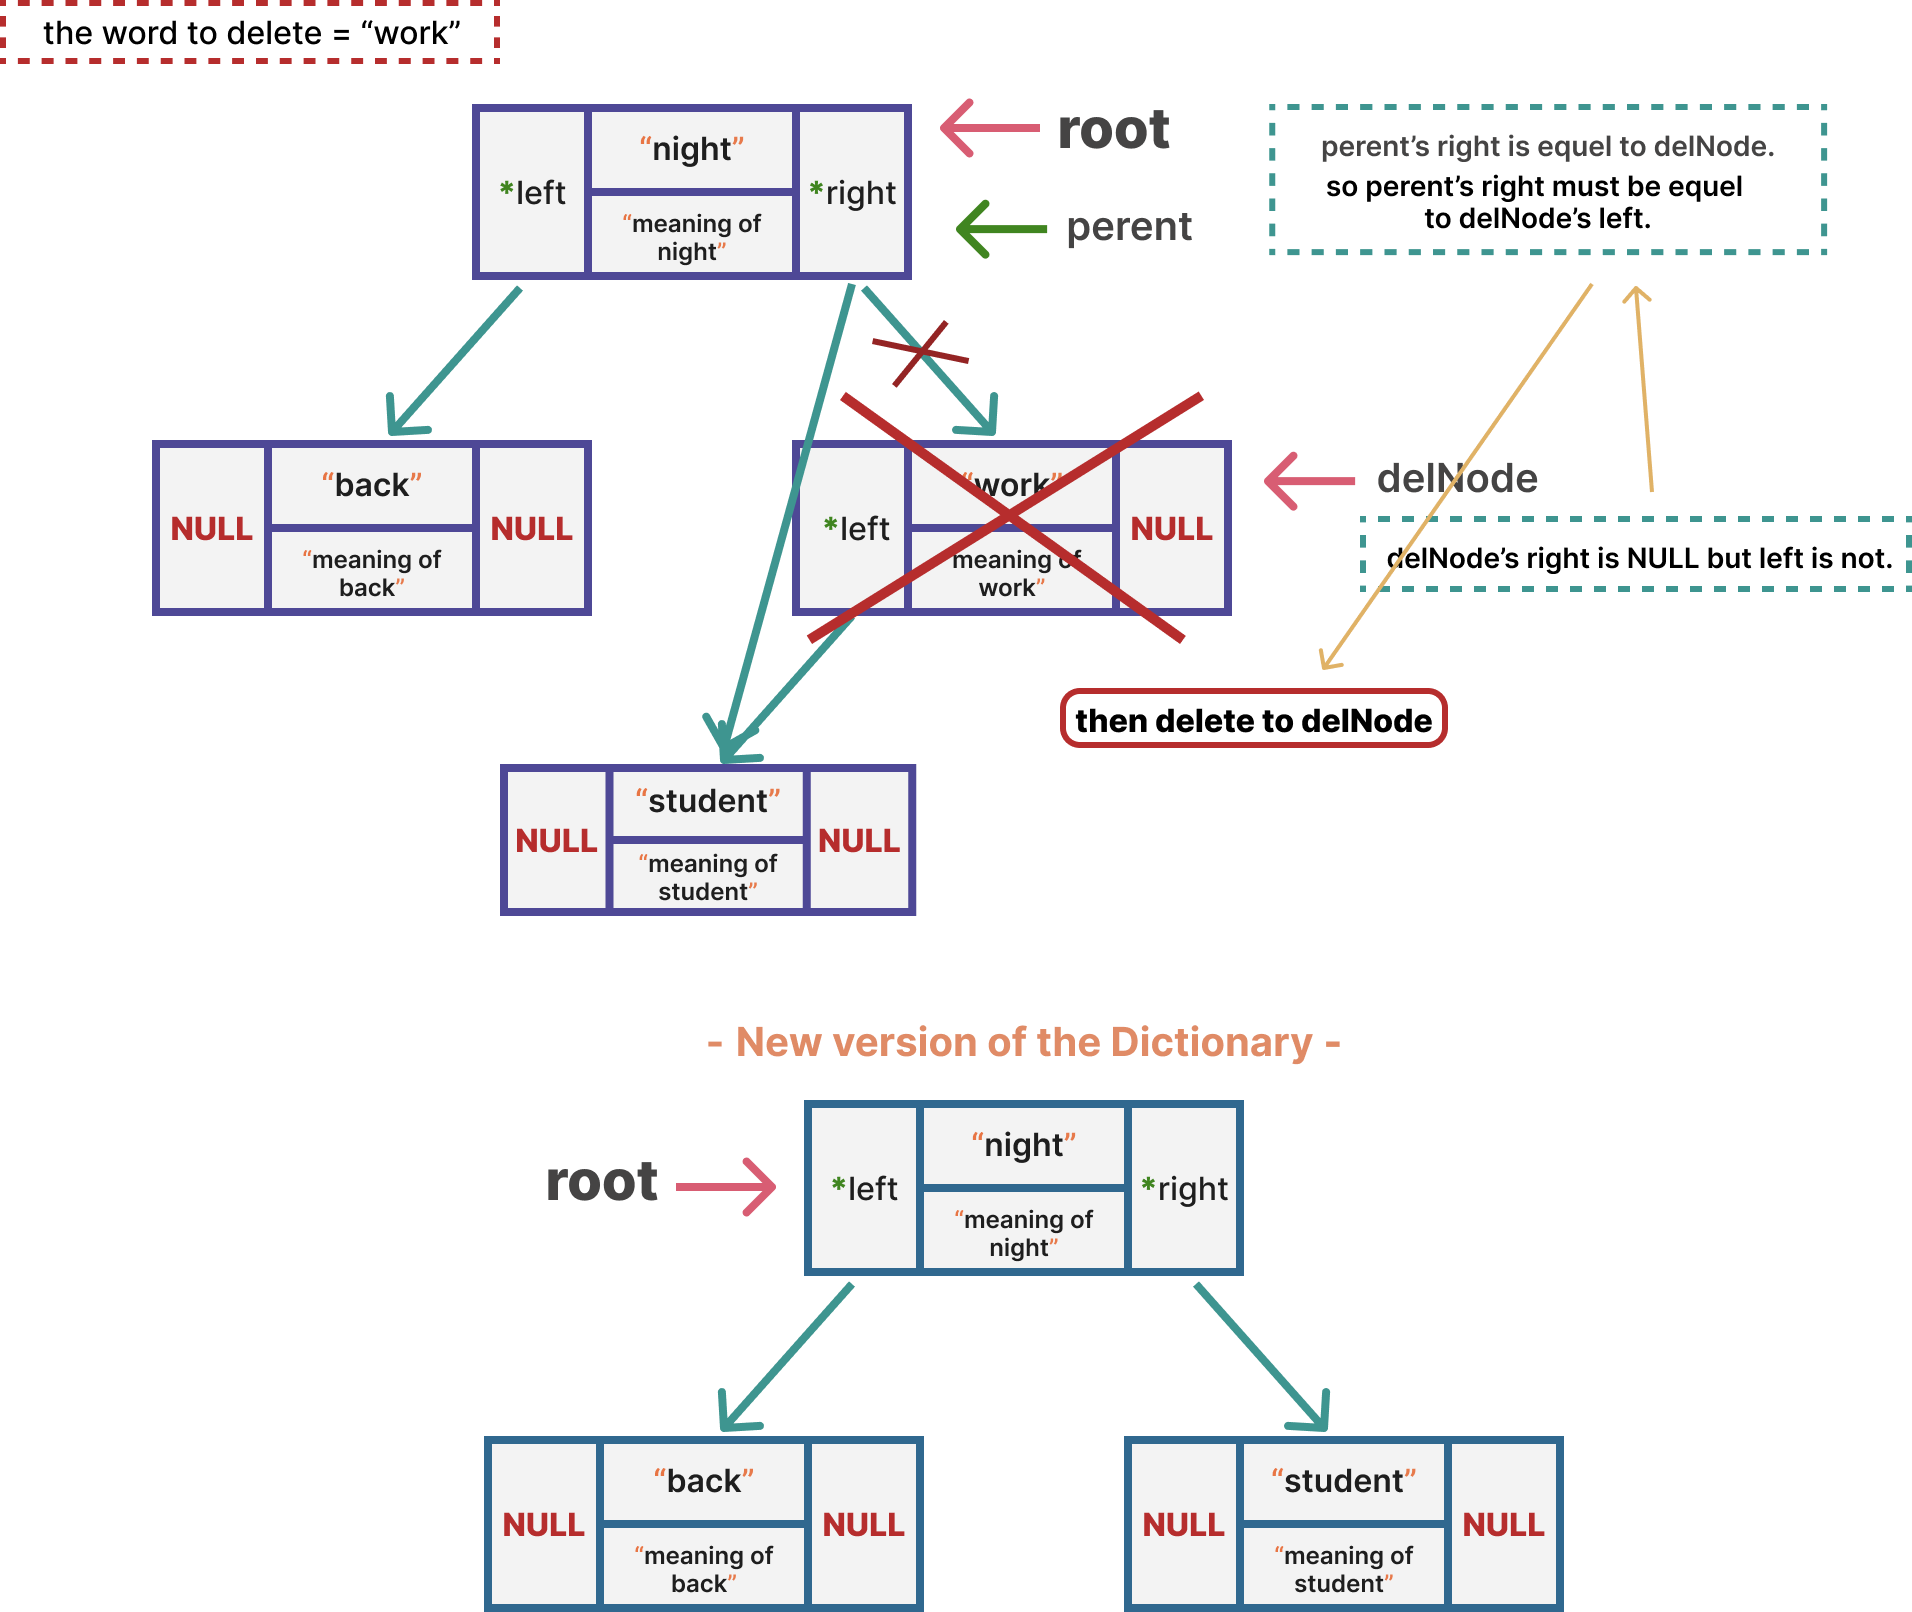 the word to delete = “work”
“night”
*left
*right
“meaning of
night”
root
perent
perent’s right is equel to delNode.
so perent’s right must be equel
to delNode’s left.
“back”
NULL
NULL
“meaning of
back”
“work”
*left
NULL
meaning of
work”
delNode
delNode’s right is NULL but left is not.
then delete to delNode
“student”
NULL
NULL
“meaning of
student”
- New version of the Dictionary -
root
“night”
*left
*right
“meaning of
night”
“back”
NULL
NULL
“meaning of
back”
“student”
NULL
NULL
“meaning of
student”